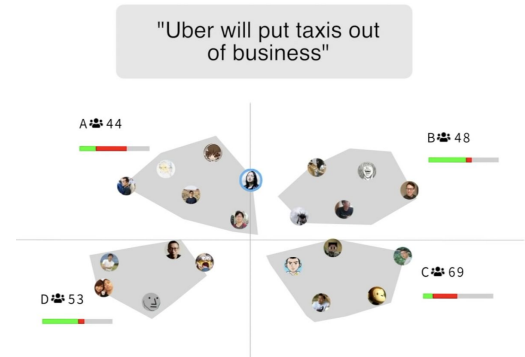 "Uber will put taxis out
of business"
A 44
B 48
D 53
C 69